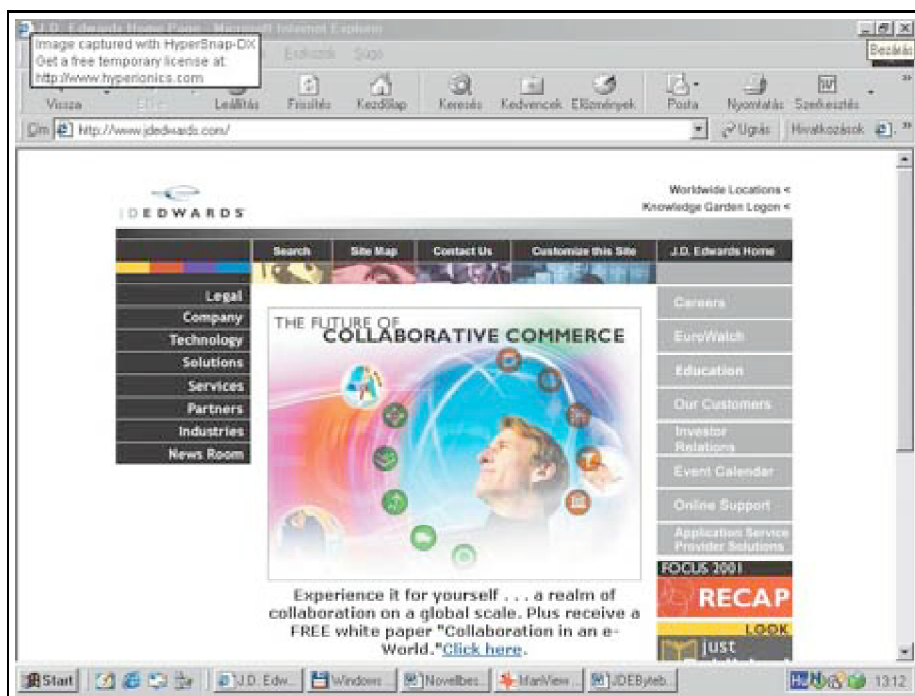 J.D. Edwards Home Page - Microsoft Internet Explorer
Image captured with HyperSnap-DX
Get a free temporary license at:
http://www.hyperionics.com
Eszközök Súgó
Bezárás
Vissza Leállítás Frissítés Kezdőlap Keresés Kedvencek Előzmények Posta Nyomtatás Szerkesztés
Cím http://www.jdedwards.com/ Ugrás Hivatkozások
JDEDWARDS
Worldwide Locations <
Knowledge Garden Logon <
Search Site Map Contact Us Customize this Site J.D. Edwards Home
Legal
Company
Technology
Solutions
Services
Partners
Industries
News Room
THE FUTURE OF
COLLABORATIVE COMMERCE
Experience it for yourself . . . a realm of
collaboration on a global scale. Plus receive a
FREE white paper "Collaboration in an e-
World."Click here.
Careers
EuroWatch
Education
Our Customers
Investor
Relations
Event Calendar
Online Support
Application Service
Provider Solutions
FOCUS 2001
RECAP
LOOK
just
Start J.D. Edw... Windows ... Novellbes... ManView ... JDEByteb... Hu 13:12